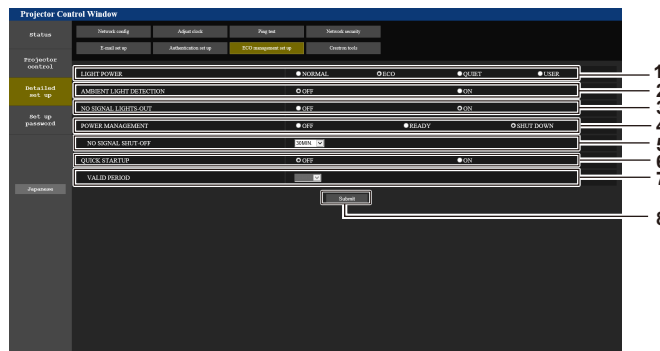 Projector Control Window
Status
Network config
Adjust clock
Ping test
Network security
E-mail set up
Authentication set up
ECO management set up
Crestron tools
Projector
control
Detailed
set up
Set up
password
Japanese
LIGHT POWER NORMAL ECO QUIET USER 1
AMBIENT LIGHT DETECTION OFF ON 2
NO SIGNAL LIGHTS-OUT OFF ON 3
POWER MANAGEMENT OFF READY SHUT DOWN 4
NO SIGNAL SHUT-OFF 30MIN. 5
QUICK STARTUP OFF ON 6
VALID PERIOD 7
Submit 8